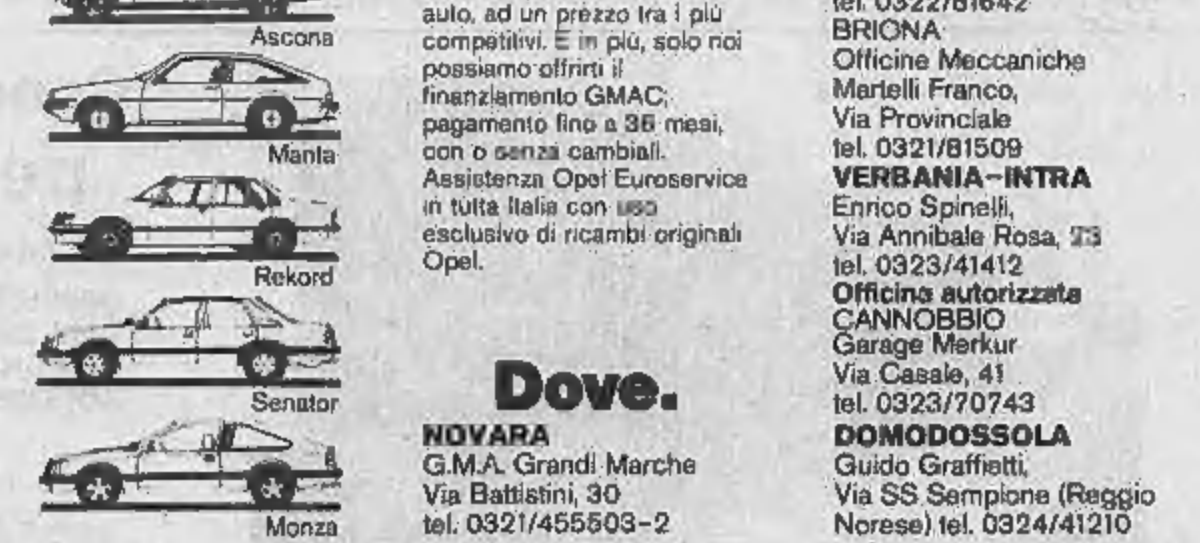 Ascona
Manta
Rekord
Senator
Monza
auto, ad un prezzo tra i più
competitivi. E in più, solo noi
possiamo offrirti il
finanziamento GMAC;
pagamento fino a 36 mesi,
con o senza cambiali.
Assistenza Opel Euroservice
in tutta Italia con uso
esclusivo di ricambi originali
Opel.
Dove.
NOVARA
G.M.A. Grandi Marche
Via Battistini, 30
tel. 0321/455503-2
tel. 0322/81642
BRIONA
Officine Meccaniche
Martelli Franco,
Via Provinciale
tel. 0321/81509
VERBANIA-INTRA
Enrico Spinelli,
Via Annibale Rosa, 23
tel. 0323/41412
Officina autorizzata
CANNOBBIO
Garage Merkur
Via Casale, 41
tel. 0323/70743
DOMODOSSOLA
Guido Graffietti,
Via SS Sempione (Reggio
Norese) tel. 0324/41210